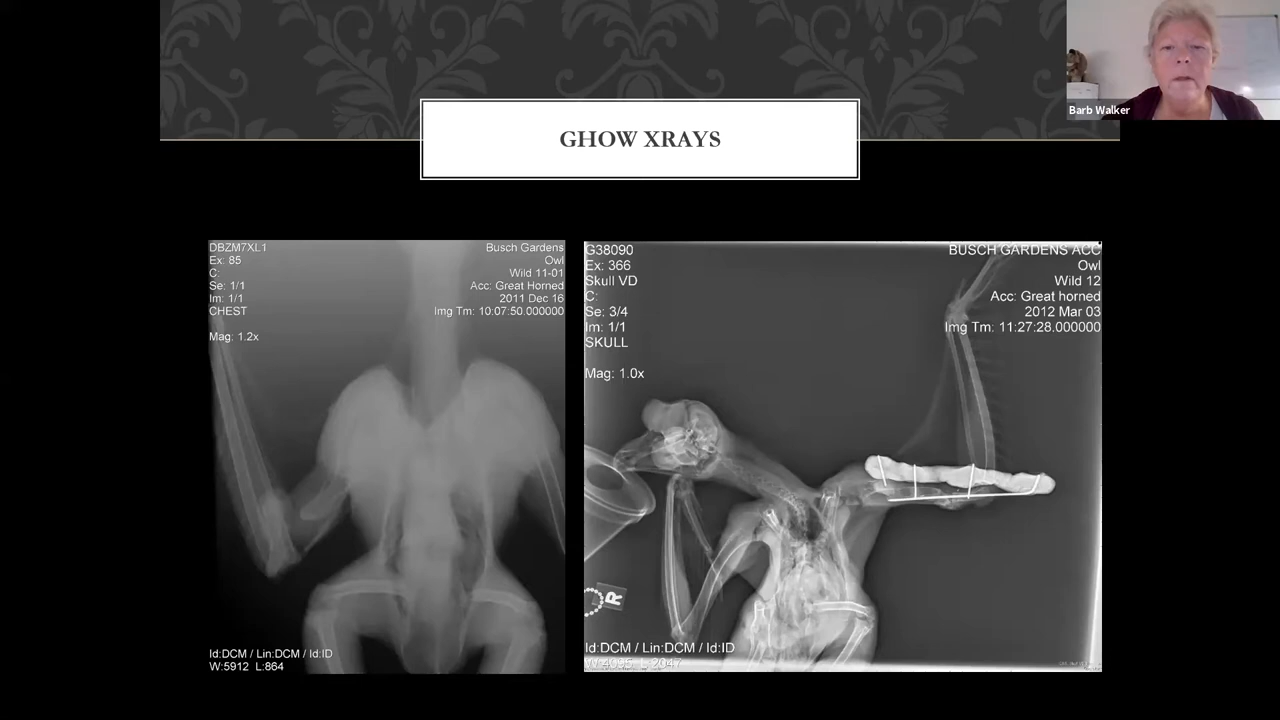 Barb Walker
GHOW XRAYS
DBZM7XL1
Ex: 85
C:
Se: 1/1
Im: 1/1
CHEST
Mag: 1.2x
Busch Gardens
Owl
Wild 11-01
Acc: Great Horned
2011 Dec 16
Img Tm: 10:07:50.000000
Id:DCM / Lin:DCM / Id:ID
W:5912 L:864
G38090
Ex: 366
Skull VD
C:
Se: 3/4
Im: 1/1
SKULL
Mag: 1.0x
BUSCH GARDENS ACC
Owl
Wild 12
Acc: Great horned
2012 Mar 03
Img Tm: 11:27:28.000000
R
Id:DCM / Lin:DCM / Id:ID
W:4095 L:2047